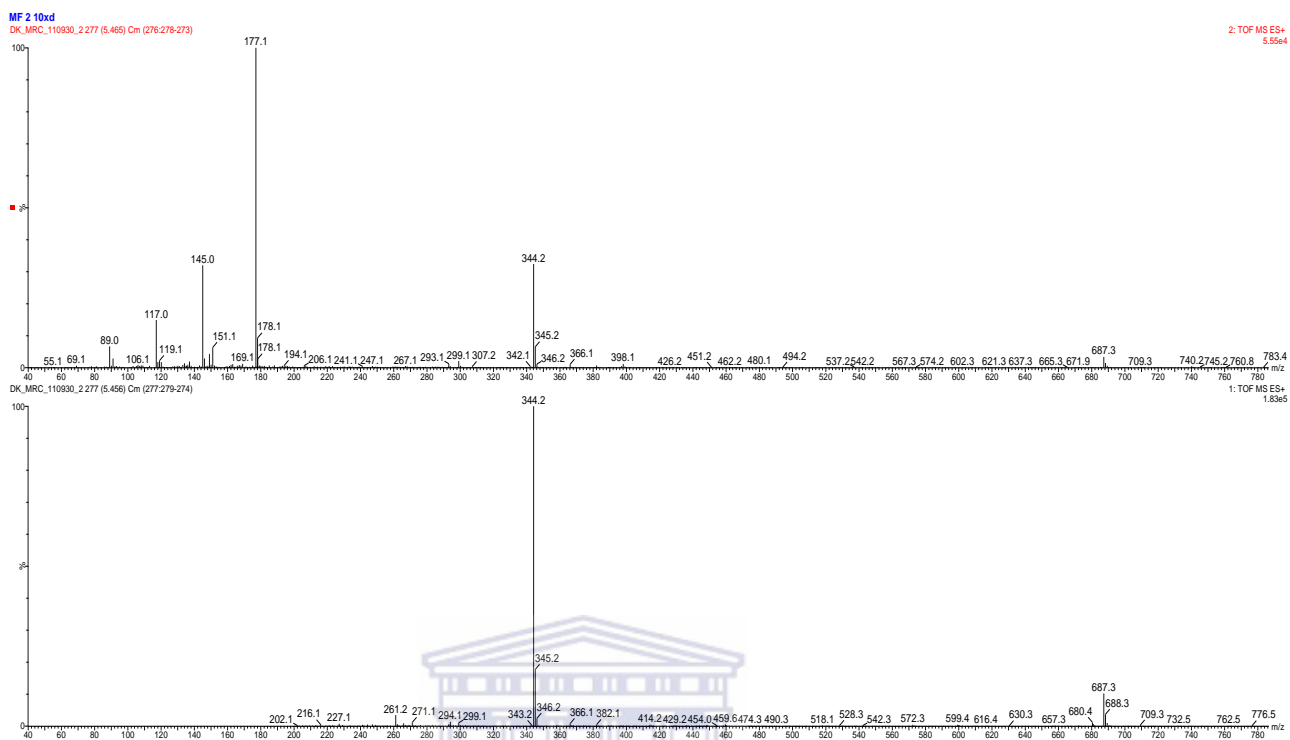 MF 2 10xd
DK_MRC_110930_2 277 (5.465) Cm (276:278-273)
2: TOF MS ES+
5.55e4
100
%
0
177.1
145.0
117.0
89.0
55.1 69.1 106.1 119.1 151.1 169.1 178.1 178.1 194.1 206.1 241.1 247.1 267.1 293.1 299.1 307.2 342.1 344.2 345.2 346.2 366.1 398.1 426.2 451.2 462.2 480.1 494.2 537.2 542.2 567.3 574.2 602.3 621.3 637.3 665.3 671.9 687.3 709.3 740.2 745.2 760.8 783.4
m/z
40 60 80 100 120 140 160 180 200 220 240 260 280 300 320 340 360 380 400 420 440 460 480 500 520 540 560 580 600 620 640 660 680 700 720 740 760 780
DK_MRC_110930_2 277 (5.456) Cm (277:279-274)
1: TOF MS ES+
1.83e5
100
%
0
344.2
202.1 216.1 227.1 261.2 271.1 294.1 299.1 343.2 345.2 346.2 366.1 382.1 414.2 429.2 454.0 459.6 474.3 490.3 518.1 528.3 542.3 572.3 599.4 616.4 630.3 657.3 680.4 687.3 688.3 709.3 732.5 762.5 776.5
m/z
40 60 80 100 120 140 160 180 200 220 240 260 280 300 320 340 360 380 400 420 440 460 480 500 520 540 560 580 600 620 640 660 680 700 720 740 760 780